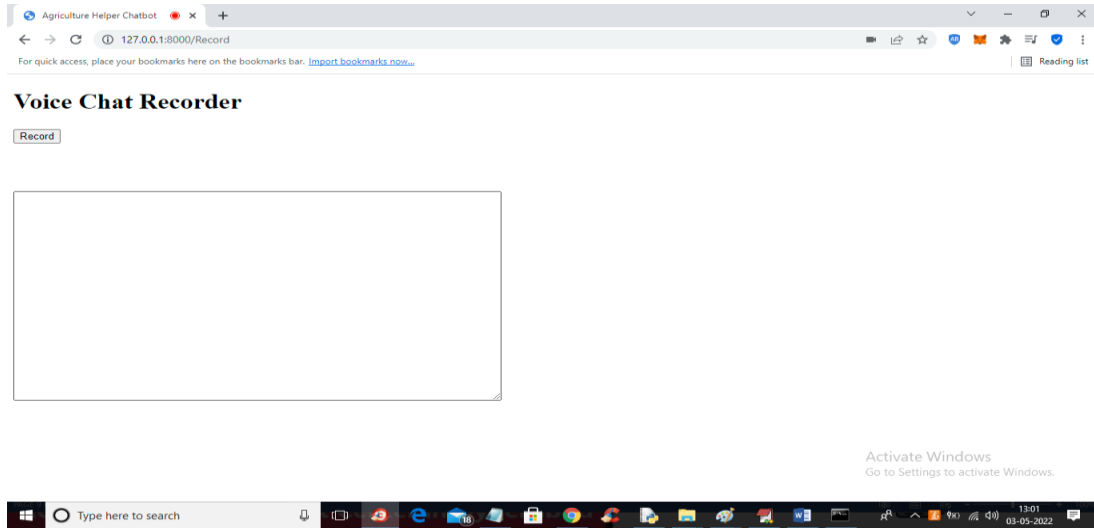 Agriculture Helper Chatbot
127.0.0.1:8000/Record
For quick access, place your bookmarks here on the bookmarks bar. Import bookmarks now...
Reading list
Voice Chat Recorder
Record
Activate Windows
Go to Settings to activate Windows.
Type here to search
18
13:01
03-05-2022